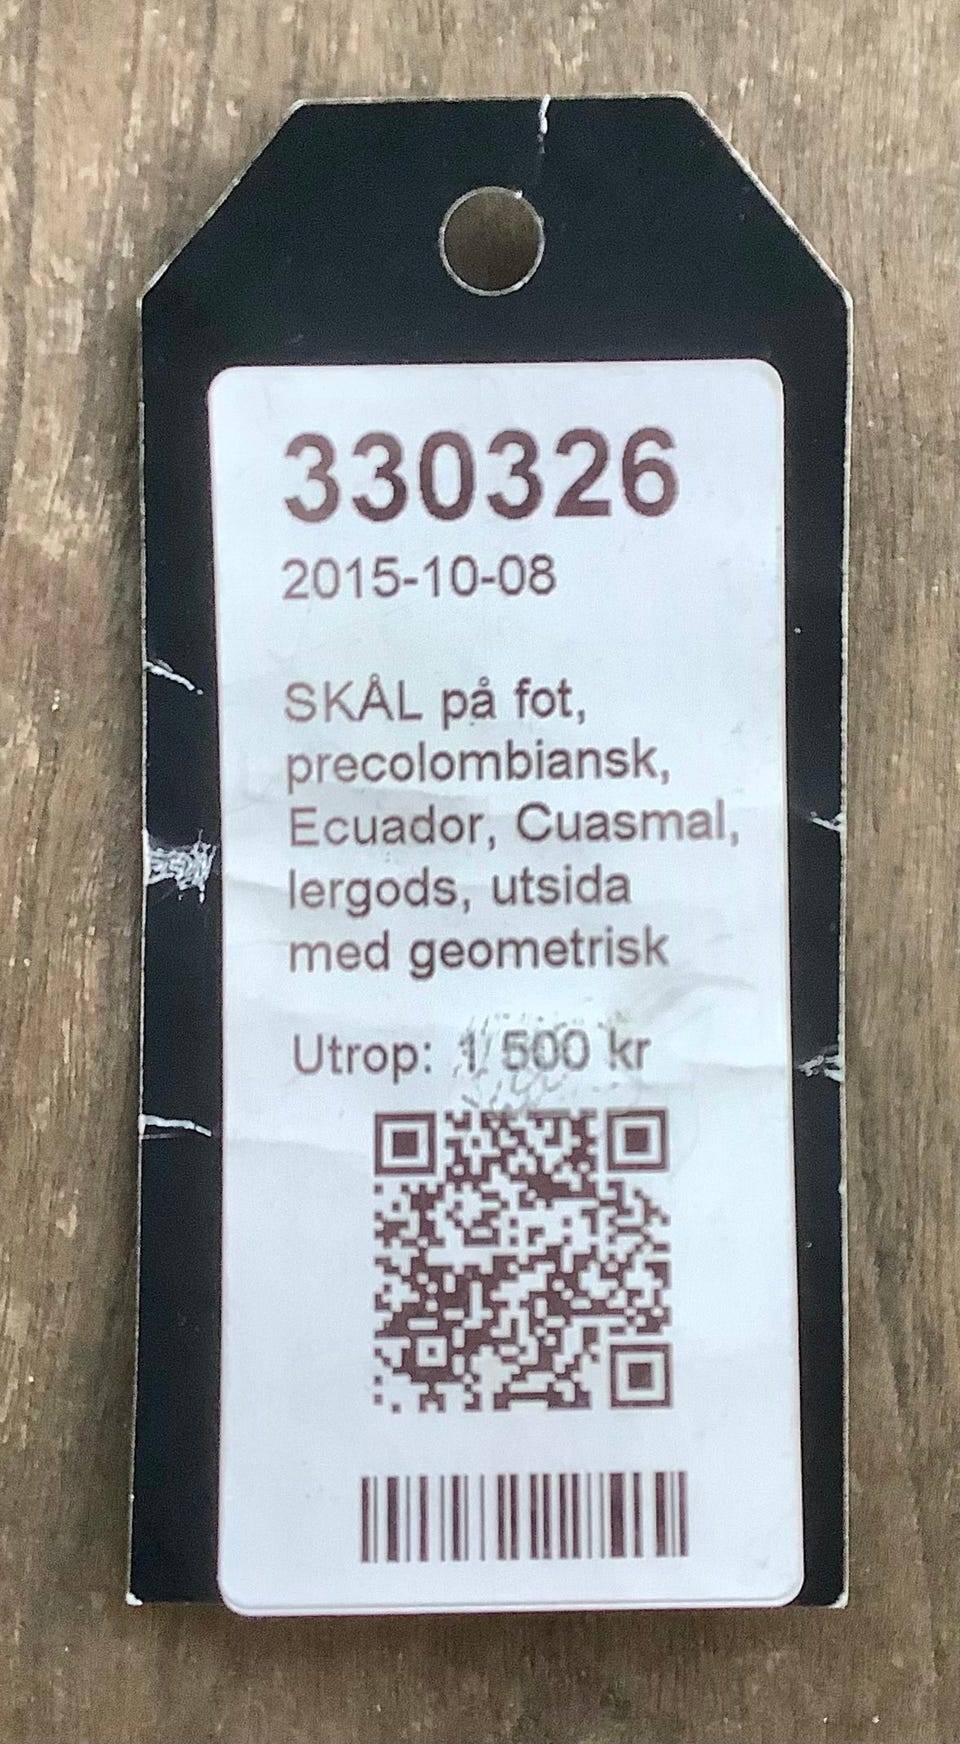 330326
2015-10-08
SKÅL på fot,
precolombiansk,
Ecuador, Cuasmal,
lergods, utsida
med geometrisk
Utrop: 1 500 kr